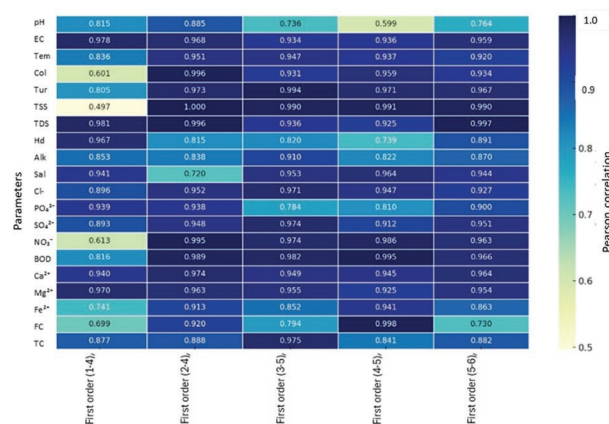 pH 0.815 0.885 0.736 0.599 0.764
EC 0.978 0.968 0.934 0.936 0.959
Tem 0.836 0.951 0.947 0.937 0.920
Col 0.601 0.996 0.931 0.959 0.934
Tur 0.805 0.973 0.994 0.971 0.967
TSS 0.497 1.000 0.990 0.991 0.990
TDS 0.981 0.996 0.936 0.925 0.997
Hd 0.967 0.815 0.820 0.739 0.891
Alk 0.853 0.838 0.910 0.822 0.870
Sal 0.941 0.720 0.953 0.964 0.944
Cl- 0.896 0.952 0.971 0.947 0.927
PO₄³⁻ 0.939 0.938 0.784 0.810 0.900
SO₄²⁻ 0.893 0.948 0.974 0.912 0.951
NO₃⁻ 0.613 0.995 0.974 0.986 0.963
BOD 0.816 0.989 0.982 0.995 0.966
Ca²⁺ 0.940 0.974 0.949 0.945 0.964
Mg²⁺ 0.970 0.963 0.955 0.925 0.954
Fe²⁺ 0.741 0.913 0.852 0.941 0.863
FC 0.699 0.920 0.794 0.998 0.730
TC 0.877 0.888 0.975 0.841 0.882
Parameters
First order (1-4)
First order (2-4)
First order (3-5)
First order (4-5)
First order (5-6)
1.0
0.9
0.8
0.7
0.6
0.5
Pearson_correlation